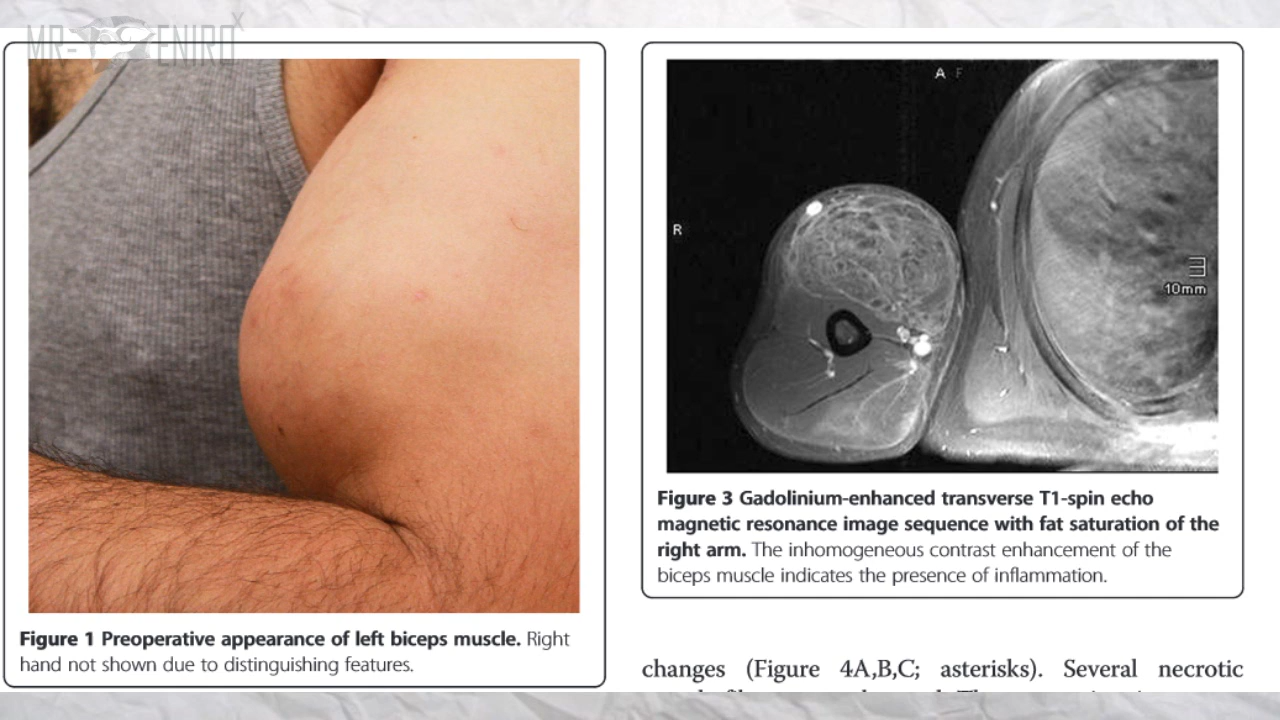 MR-ENIRO X
Figure 1 Preoperative appearance of left biceps muscle. Right
hand not shown due to distinguishing features.
A F
R
10mm
Figure 3 Gadolinium-enhanced transverse T1-spin echo
magnetic resonance image sequence with fat saturation of the
right arm. The inhomogeneous contrast enhancement of the
biceps muscle indicates the presence of inflammation.
changes (Figure 4A,B,C; asterisks). Several necrotic